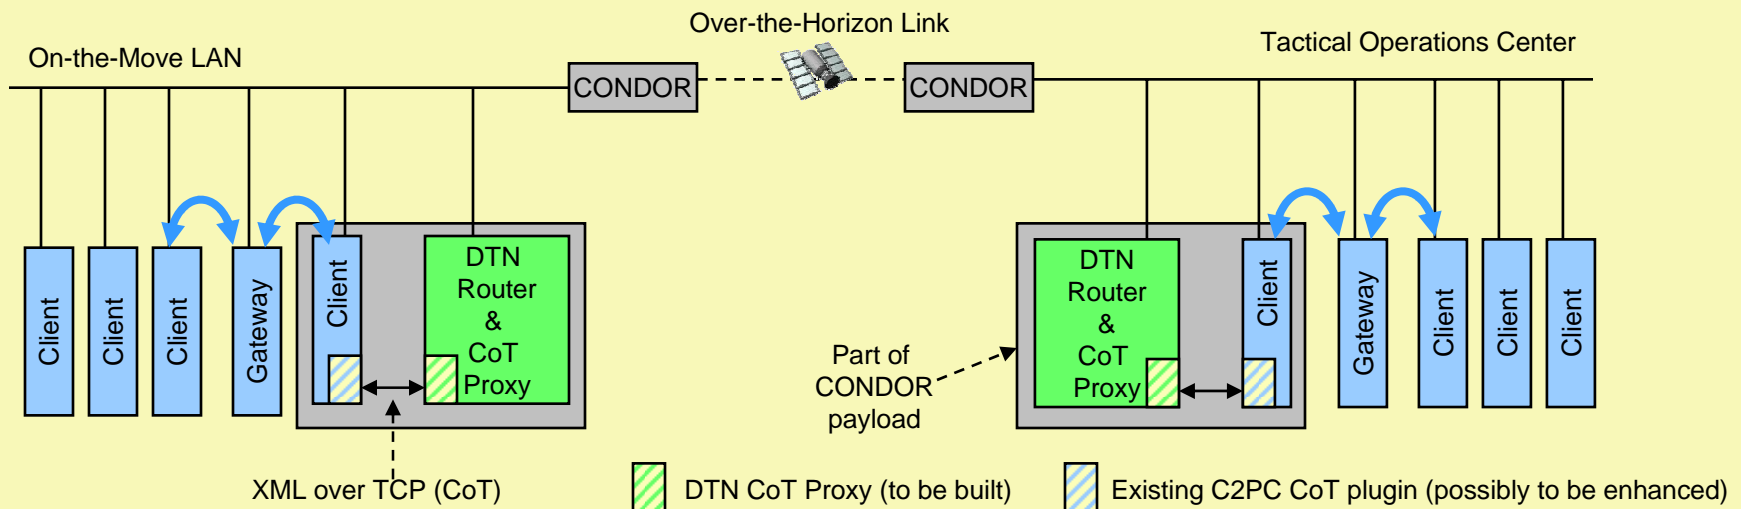 Over-the-Horizon Link
On-the-Move LAN
Tactical Operations Center
CONDOR
CONDOR
Client
Client
Client
Gateway
Client
DTN
Router
&
CoT
Proxy
DTN
Router
&
CoT
Proxy
Client
Gateway
Client
Client
Client
Part of
CONDOR
payload
XML over TCP (CoT)
DTN CoT Proxy (to be built)
Existing C2PC CoT plugin (possibly to be enhanced)